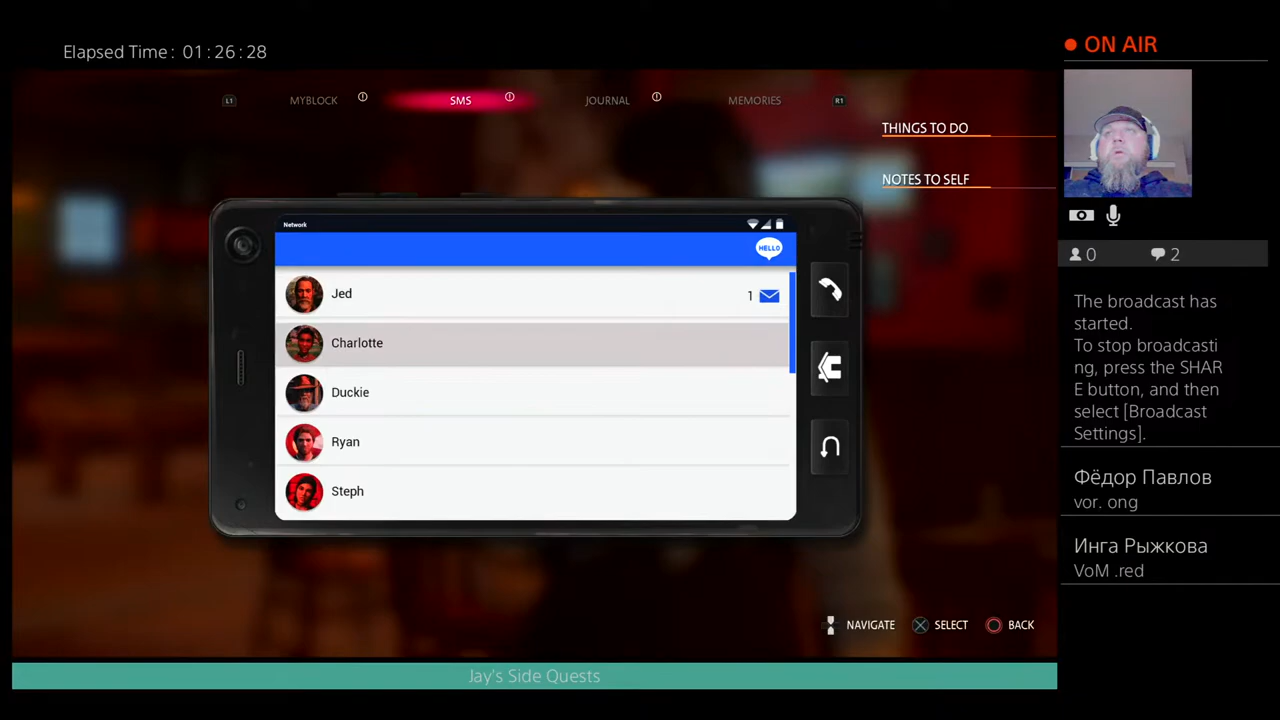 Elapsed Time: 01:26:28
ON AIR
L1
MYBLOCK
SMS
JOURNAL
MEMORIES
R1
THINGS TO DO
NOTES TO SELF
Network
HELLO
Jed
1
Charlotte
Duckie
Ryan
Steph
NAVIGATE
SELECT
BACK
Jay's Side Quests
0
2
The broadcast has
started.
To stop broadcasti
ng, press the SHAR
E button, and then
select [Broadcast
Settings].
Фёдор Павлов
vor. ong
Инга Рыжкова
VoM .red